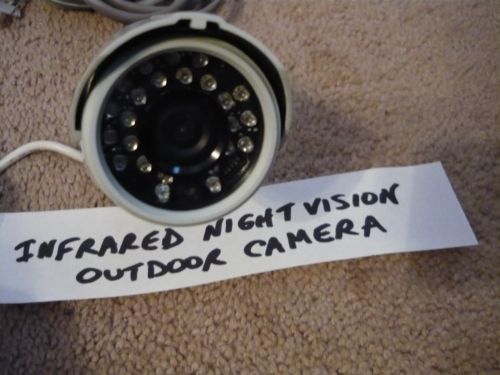 INFRARED NIGHT VISION
OUTDOOR CAMERA